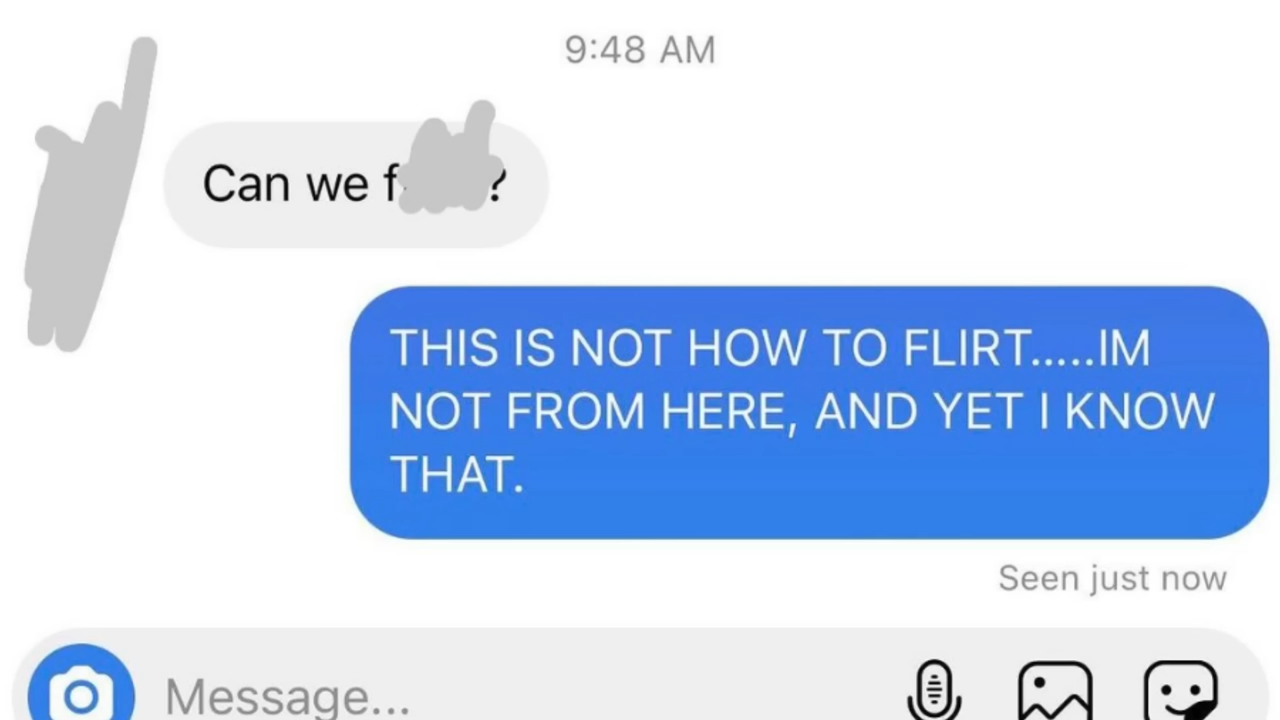 9:48 AM
Can we f ?
THIS IS NOT HOW TO FLIRT.....IM
NOT FROM HERE, AND YET I KNOW
THAT.
Seen just now
Message...